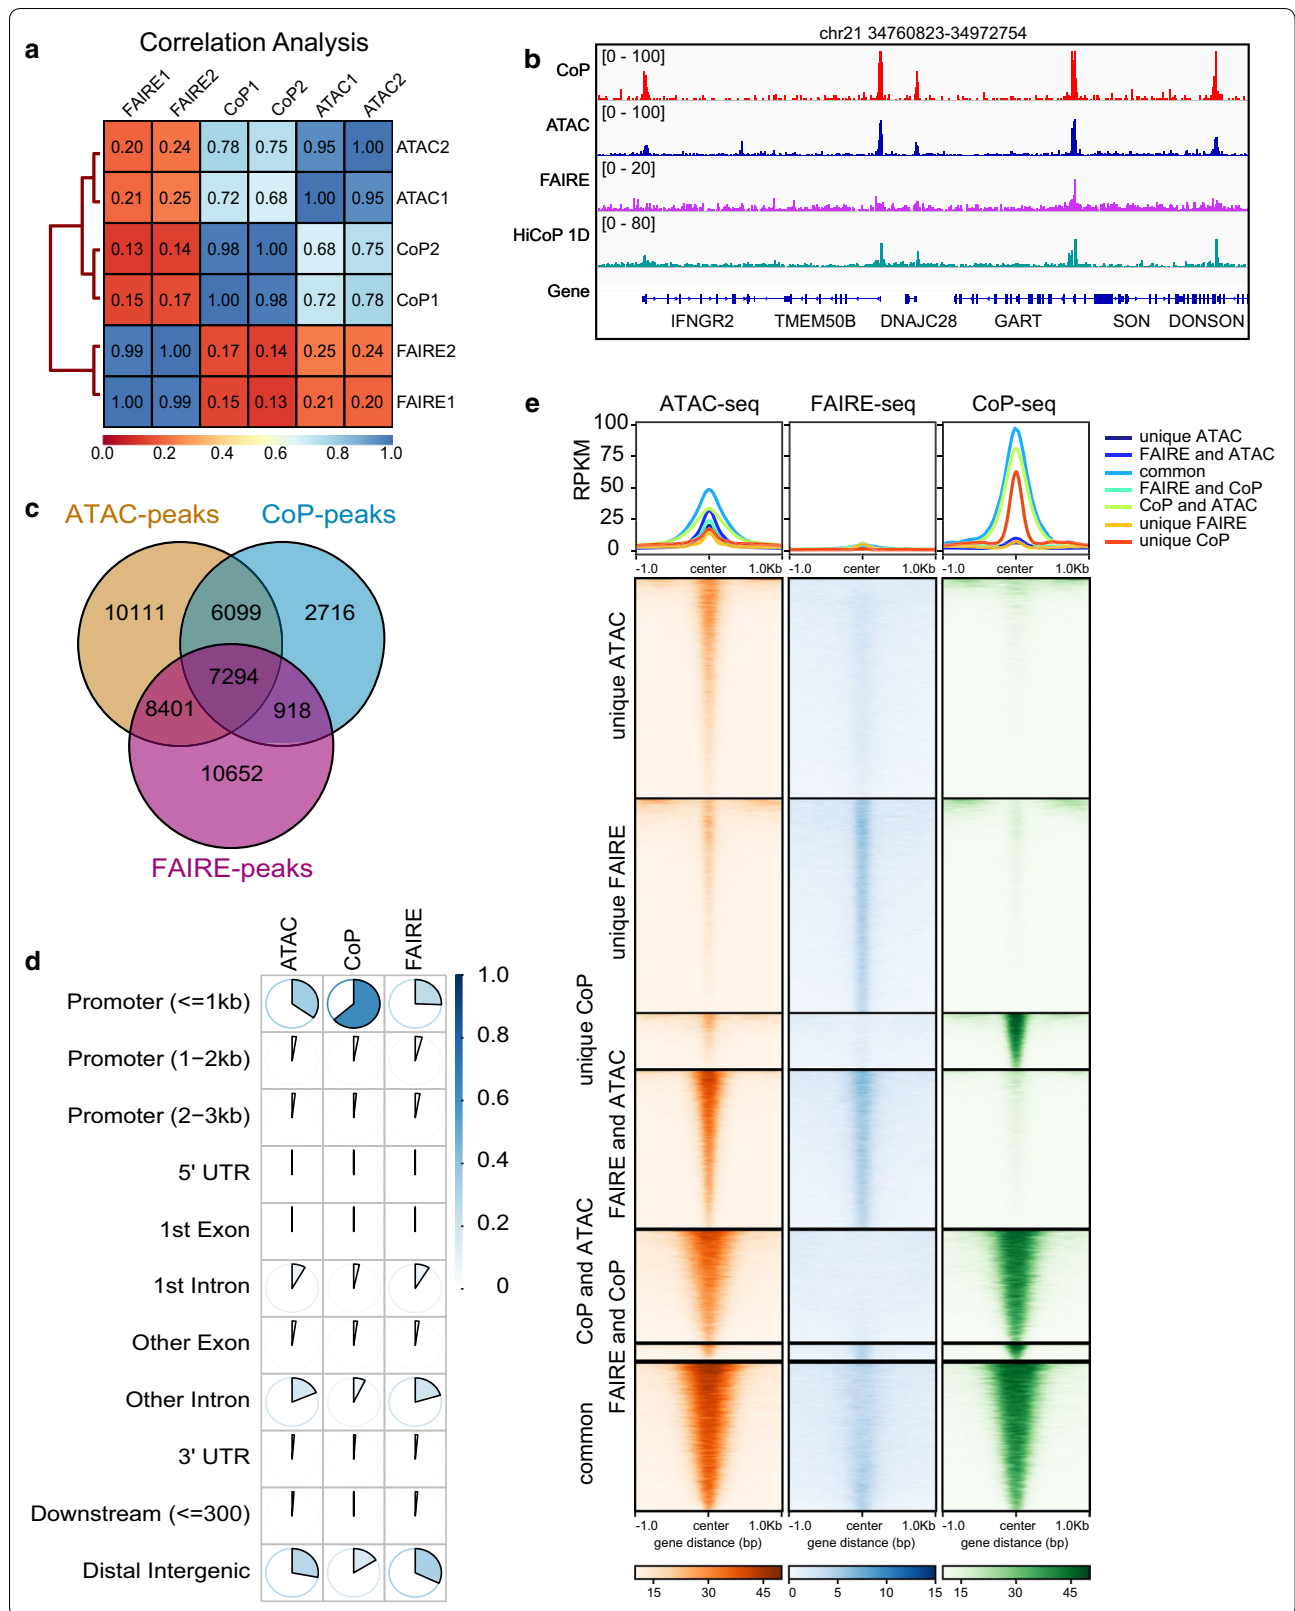 a
Correlation Analysis
FAIRE1 FAIRE2 CoP1 CoP2 ATAC1 ATAC2
0.20 0.24 0.78 0.75 0.95 1.00 ATAC2
0.21 0.25 0.72 0.68 1.00 0.95 ATAC1
0.13 0.14 0.98 1.00 0.68 0.75 CoP2
0.15 0.17 1.00 0.98 0.72 0.78 CoP1
0.99 1.00 0.17 0.14 0.25 0.24 FAIRE2
1.00 0.99 0.15 0.13 0.21 0.20 FAIRE1
0.0 0.2 0.4 0.6 0.8 1.0
b
chr21 34760823-34972754
CoP [0 - 100]
ATAC [0 - 100]
FAIRE [0 - 20]
HiCoP 1D [0 - 80]
Gene
IFNGR2 TMEM50B DNAJC28 GART SON DONSON
c
ATAC-peaks CoP-peaks
10111 6099 2716
7294
8401 918
10652
FAIRE-peaks
d
ATAC CoP FAIRE
Promoter (<=1kb)
Promoter (1−2kb)
Promoter (2−3kb)
5' UTR
1st Exon
1st Intron
Other Exon
Other Intron
3' UTR
Downstream (<=300)
Distal Intergenic
1.0
0.8
0.6
0.4
0.2
0
e
ATAC-seq FAIRE-seq CoP-seq
RPKM
100
75
50
25
0
-1.0 center 1.0Kb -1.0 center 1.0Kb -1.0 center 1.0Kb
unique ATAC
FAIRE and ATAC
common
FAIRE and CoP
CoP and ATAC
unique FAIRE
unique CoP
unique ATAC
unique FAIRE
unique CoP
FAIRE and ATAC
CoP and ATAC
FAIRE and CoP
common
-1.0 center 1.0Kb -1.0 center 1.0Kb -1.0 center 1.0Kb
gene distance (bp) gene distance (bp) gene distance (bp)
15 30 45 0 5 10 15 15 30 45